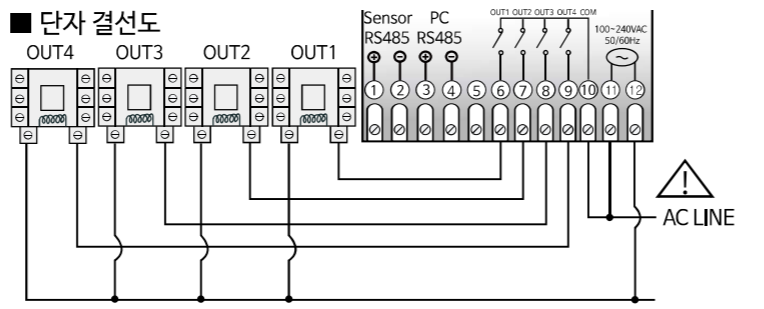 ■ 단자 결선도
OUT4 OUT3 OUT2 OUT1
Sensor PC
RS485 RS485
OUT1 OUT2 OUT3 OUT4 COM
100~240VAC
50/60Hz
① ② ③ ④ ⑤ ⑥ ⑦ ⑧ ⑨ ⑩ ⑪ ⑫
AC LINE